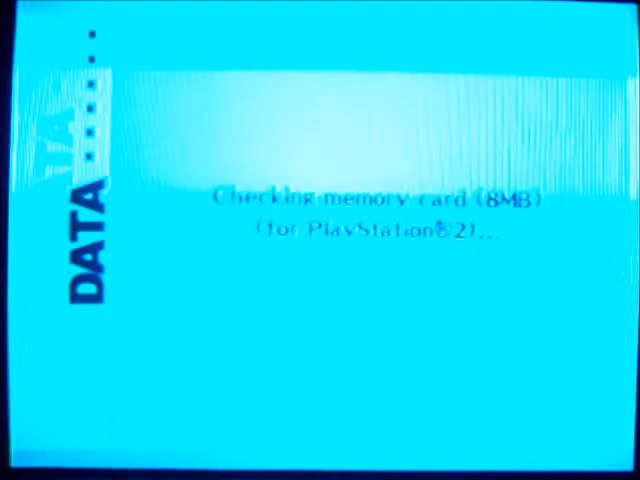 DATA......
Checking memory card (8MB)
(for PlayStation®2)...